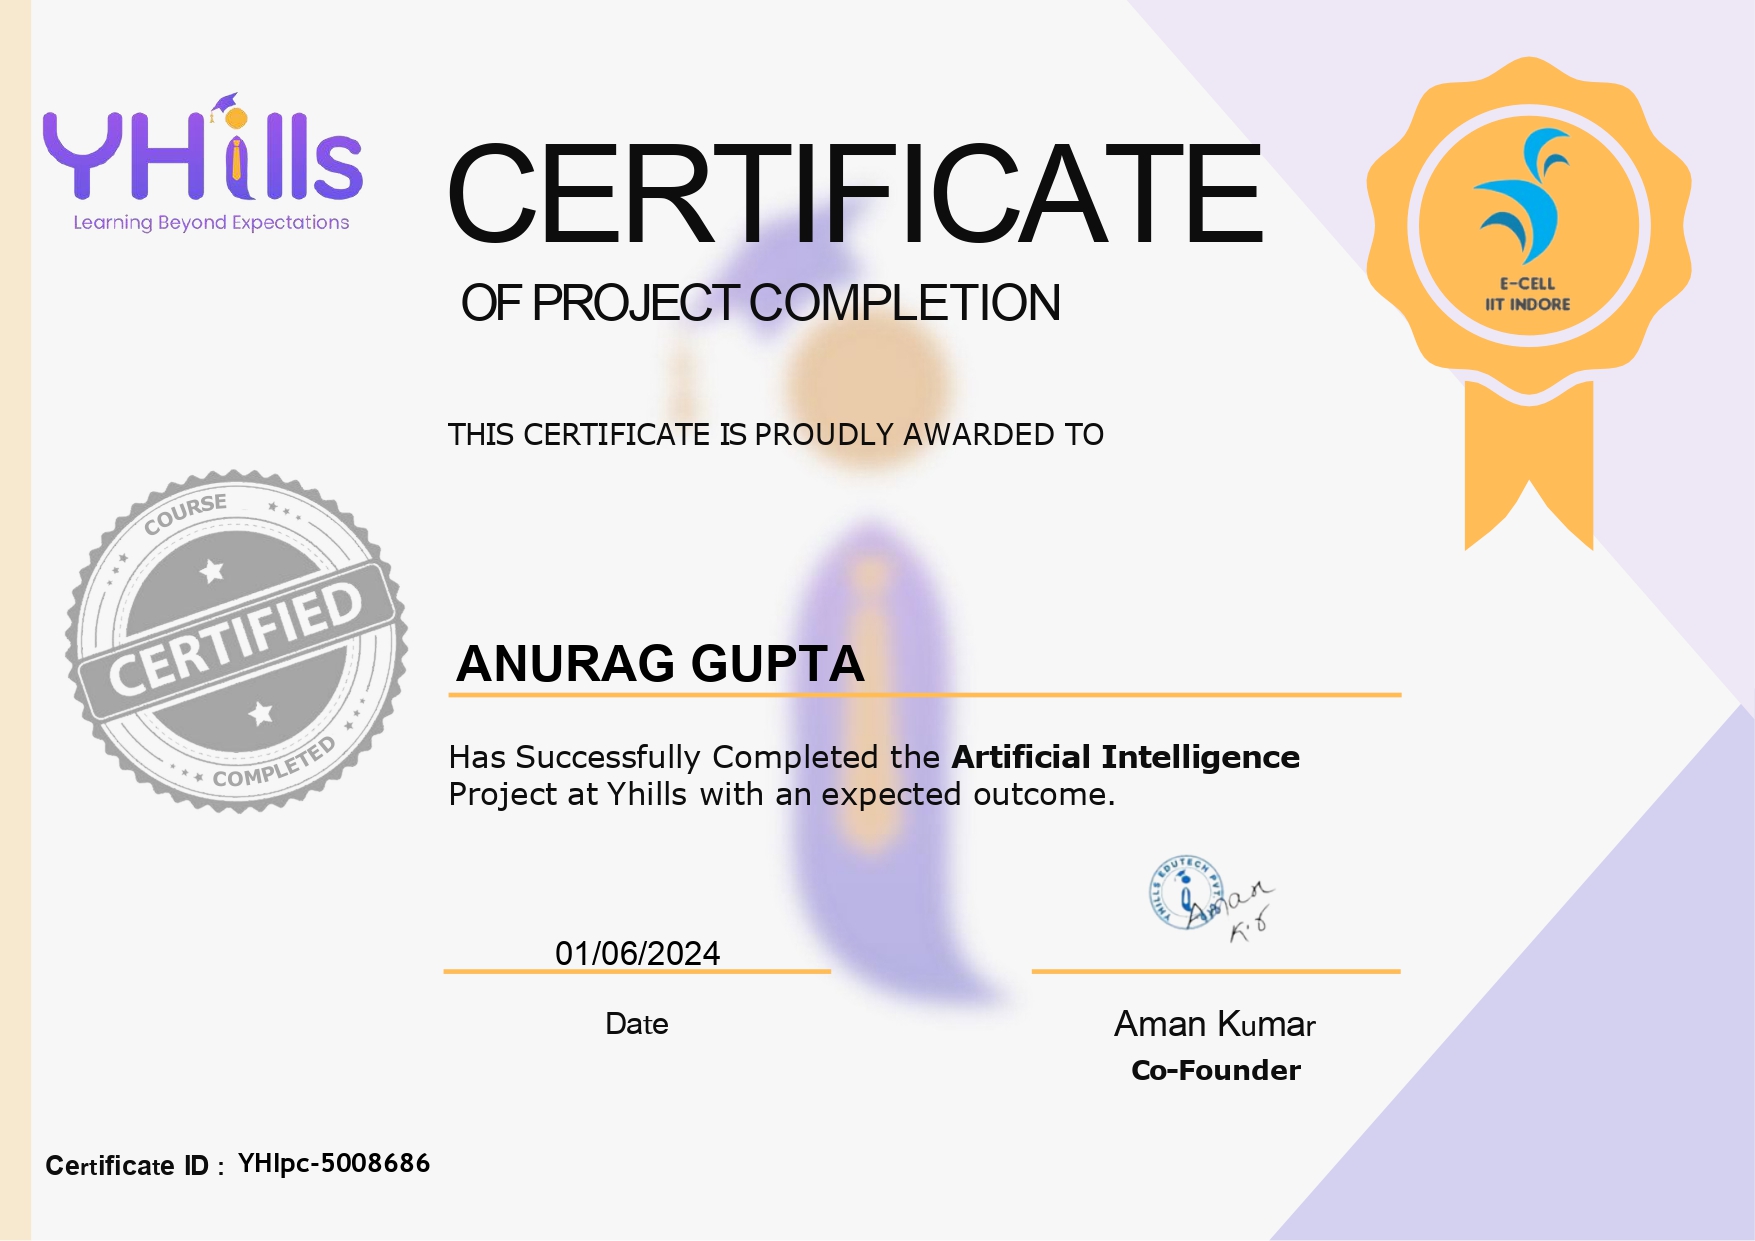 YHills
Learning Beyond Expectations
CERTIFICATE
OF PROJECT COMPLETION
E-CELL
IIT INDORE
THIS CERTIFICATE IS PROUDLY AWARDED TO
COURSE
CERTIFIED
COMPLETED
ANURAG GUPTA
Has Successfully Completed the Artificial Intelligence
Project at Yhills with an expected outcome.
YHILLS EDUTECH PVT.
Aman
01/06/2024
Date
Aman Kumar
Co-Founder
Certificate ID : YHIpc-5008686